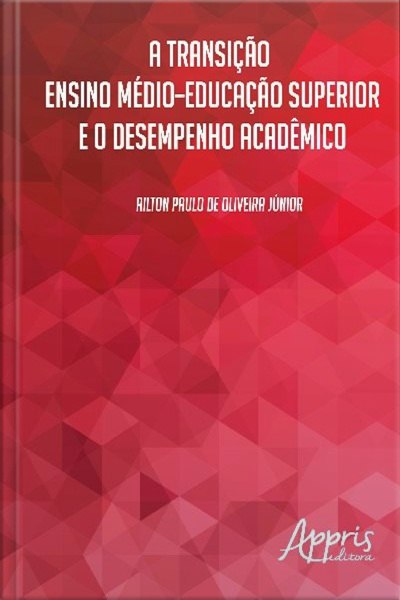 A TRANSIÇÃO
ENSINO MÉDIO-EDUCAÇÃO SUPERIOR
E O DESEMPENHO ACADÊMICO
AILTON PAULO DE OLIVEIRA JÚNIOR
Appris
editora